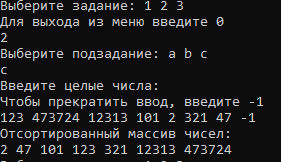 Выберите задание: 1 2 3
Для выхода из меню введите 0
2
Выберите подзадание: a b c
c
Введите целые числа:
Чтобы прекратить ввод, введите -1
123 473724 12313 101 2 321 47 -1
Отсортированный массив чисел:
2 47 101 123 321 12313 473724